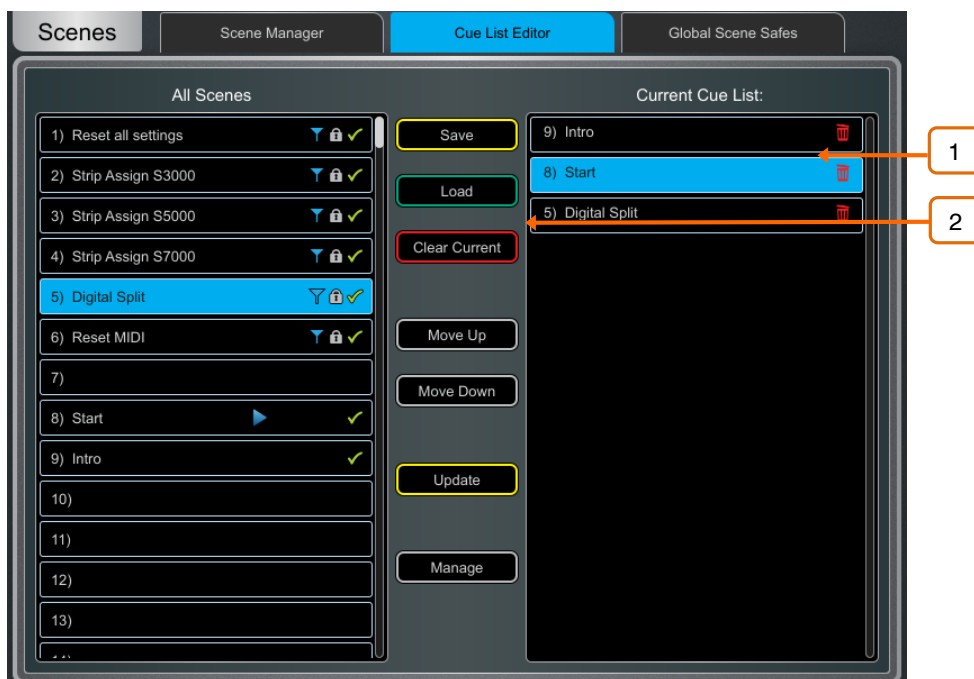 Scenes
Scene Manager
Cue List Editor
Global Scene Safes
All Scenes
1) Reset all settings
2) Strip Assign S3000
3) Strip Assign S5000
4) Strip Assign S7000
5) Digital Split
6) Reset MIDI
7)
8) Start
9) Intro
10)
11)
12)
13)
Save
Load
Clear Current
Move Up
Move Down
Update
Manage
Current Cue List:
9) Intro
8) Start
5) Digital Split
1
2